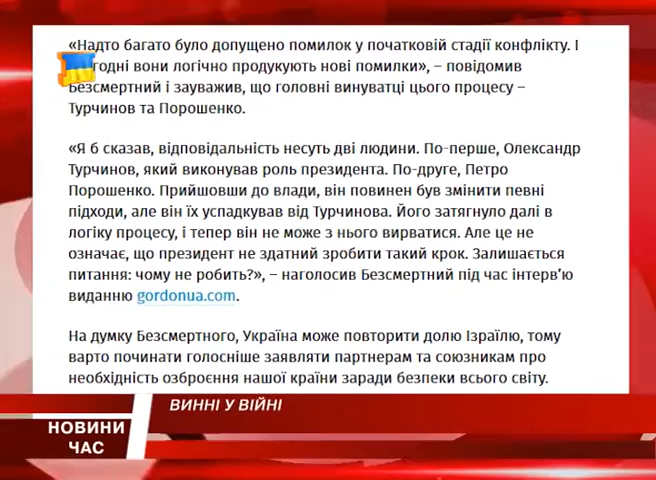 «Надто багато було допущено помилок у початковій стадії конфлікту. І
годні вони логічно продукують нові помилки», – повідомив
Безсмертний і зауважив, що головні винуватці цього процесу –
Турчинов та Порошенко.
«Я б сказав, відповідальність несуть дві людини. По-перше, Олександр
Турчинов, який виконував роль президента. По-друге, Петро
Порошенко. Прийшовши до влади, він повинен був змінити певні
підходи, але він їх успадкував від Турчинова. Його затягнуло далі в
логіку процесу, і тепер він не може з нього вирватися. Але це не
означає, що президент не здатний зробити такий крок. Залишається
питання: чому не робить?», – наголосив Безсмертний під час інтерв’ю
виданню gordonua.com.
На думку Безсмертного, Україна може повторити долю Ізраїлю, тому
варто починати голосніше заявляти партнерам та союзникам про
необхідність озброєння нашої країни заради безпеки всього світу.
ВИННІ У ВІЙНІ
НОВИНИ
ЧАС